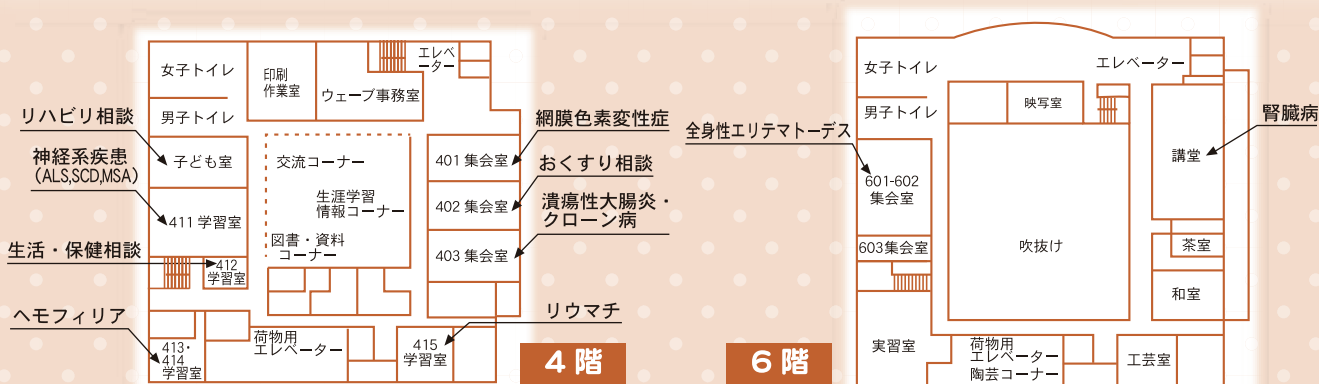 女子トイレ
印刷
作業室
ウェーブ事務室
エレベ
ーター
男子トイレ
リハビリ相談
子ども室
神経系疾患
(ALS,SCD,MSA)
411 学習室
生活・保健相談
412
学習室
ヘモフィリア
413・
414
学習室
交流コーナー
生涯学習
情報コーナー
図書・資料
コーナー
荷物用
エレベーター
網膜色素変性症
401 集会室
おくすり相談
402 集会室
潰瘍性大腸炎・
クローン病
403 集会室
リウマチ
415
学習室
4 階
女子トイレ
エレベーター
男子トイレ
映写室
全身性エリテマトーデス
腎臓病
講堂
601-602
集会室
603集会室
吹抜け
茶室
和室
実習室
荷物用
エレベーター
陶芸コーナー
工芸室
6 階